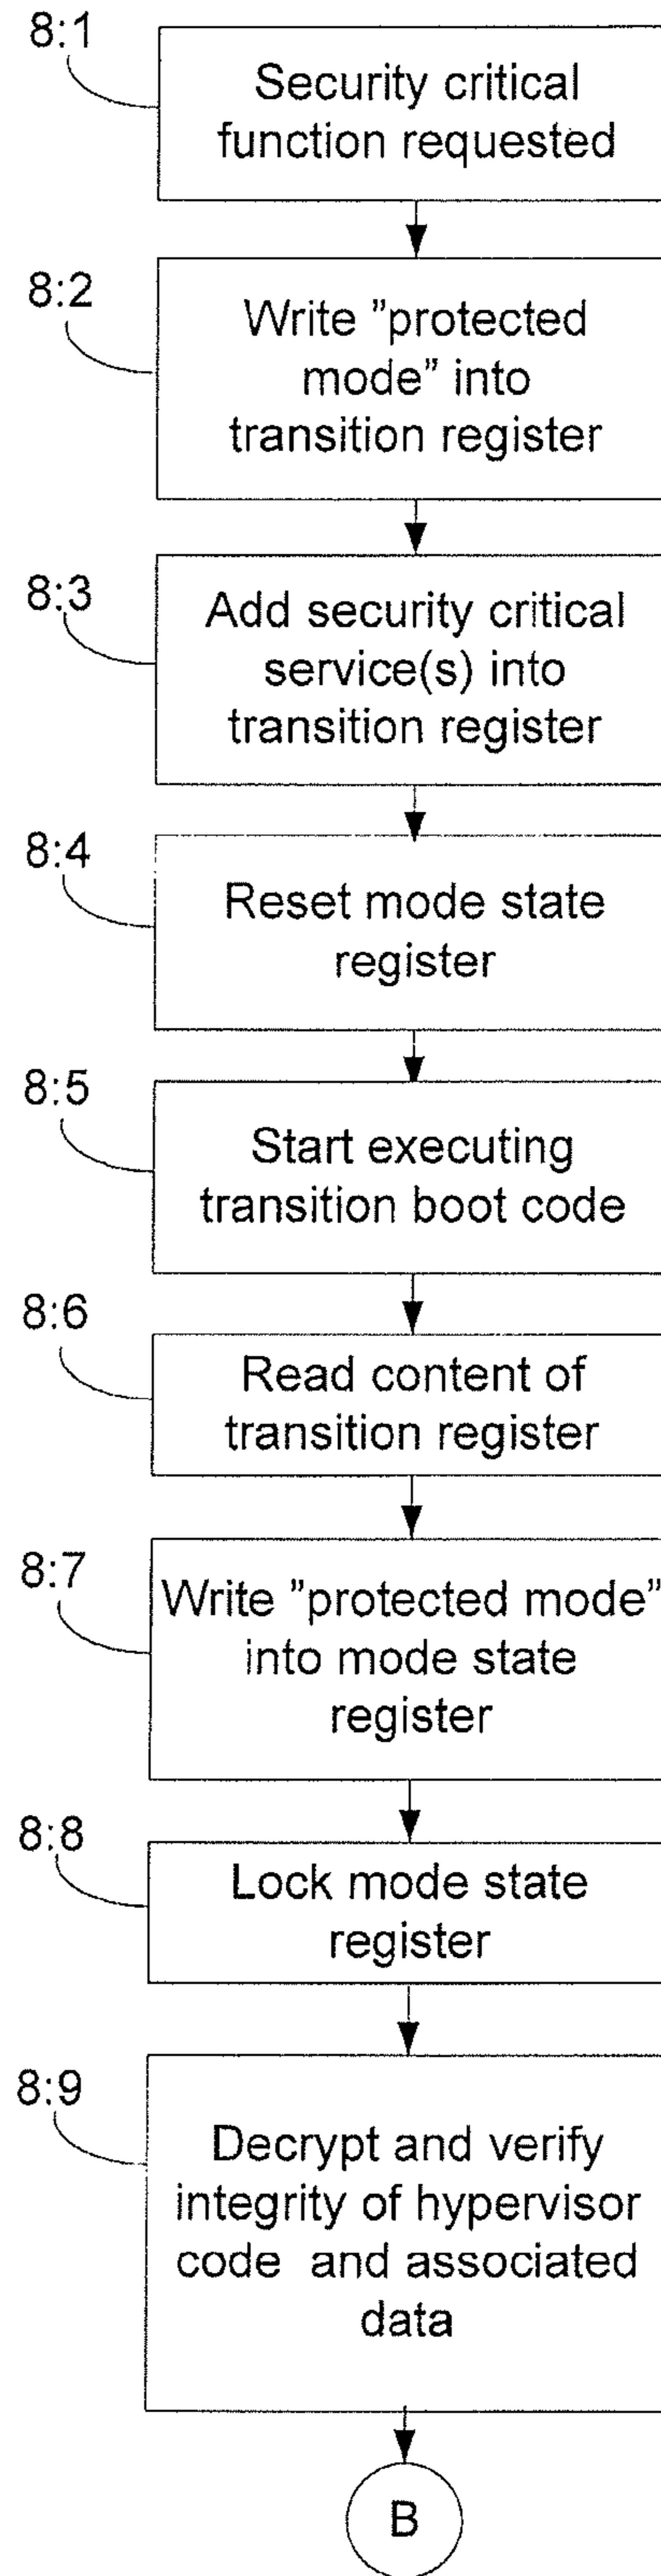 8:1
Security critical
function requested
8:2
Write ”protected
mode” into
transition register
8:3
Add security critical
service(s) into
transition register
8:4
Reset mode state
register
8:5
Start executing
transition boot code
8:6
Read content of
transition register
8:7
Write ”protected mode”
into mode state
register
8:8
Lock mode state
register
8:9
Decrypt and verify
integrity of hypervisor
code and associated
data
B